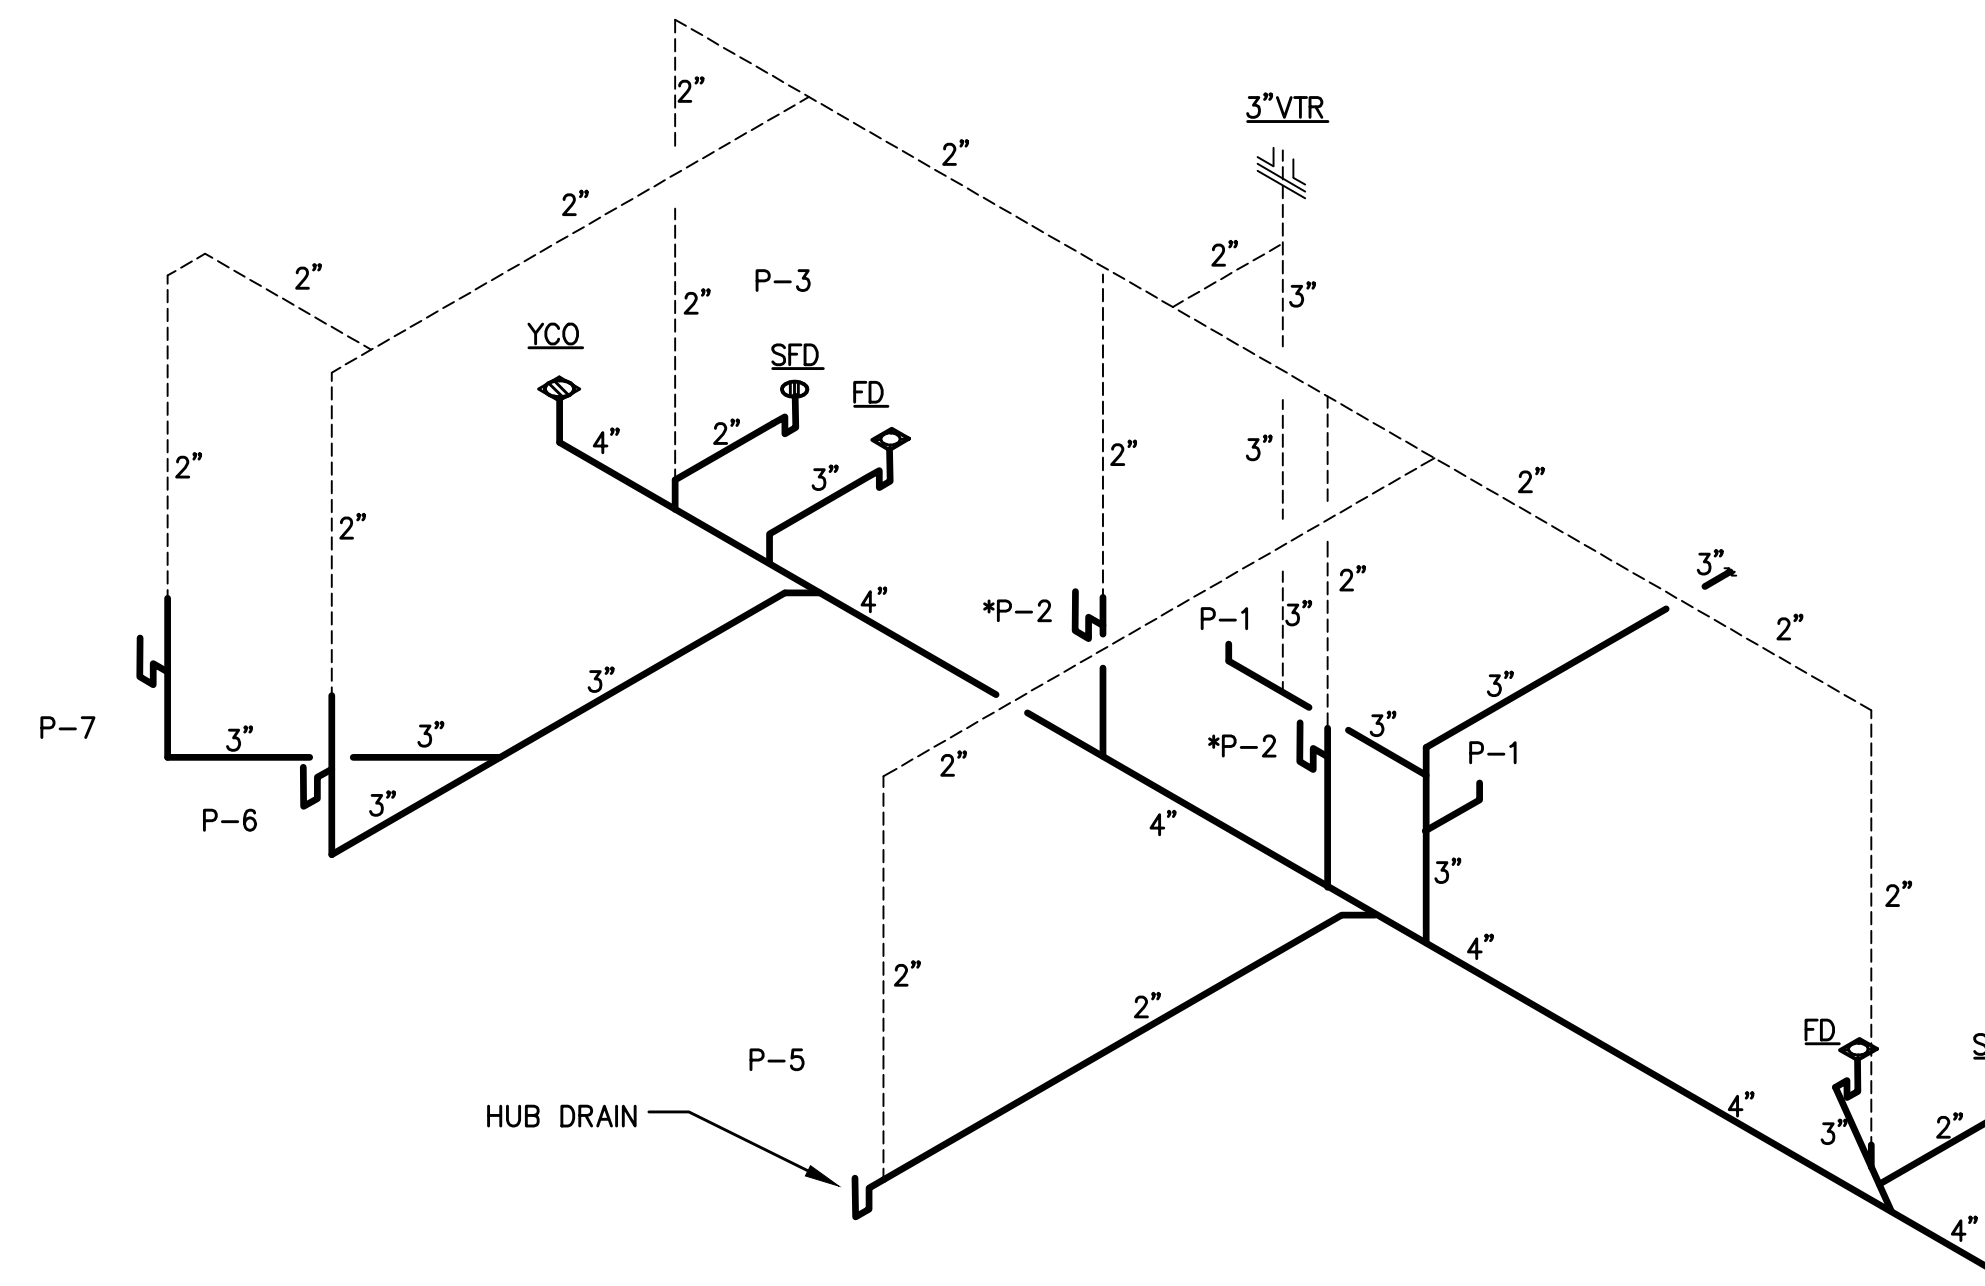 2”
3”VTR
2”
2”
2”
2”
P-3
2”
3”
YCO
SFD
FD
4”
2”
3”
2”
2”
3”
2”
2”
3”
2”
4”
*P-2
P-1
3”
2”
2”
3”
P-7
3”
3”
3”
*P-2
3”
P-1
P-6
3”
2”
4”
3”
2”
4”
2”
2”
P-5
FD
S
HUB DRAIN
4”
3”
2”
4”